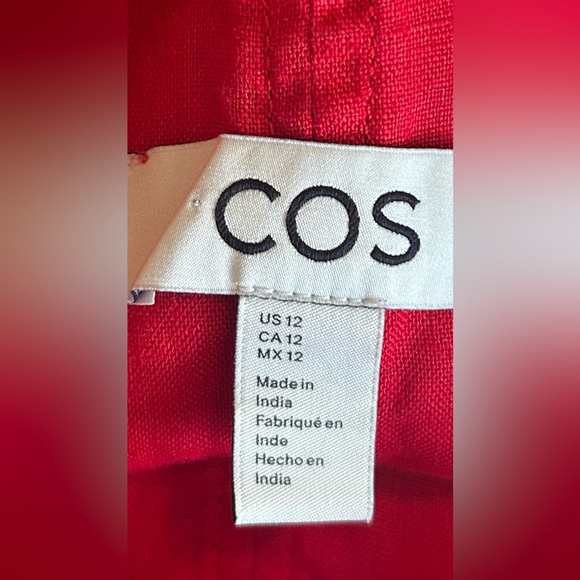 COS
US 12
CA 12
MX 12
Made in
India
Fabriqué en
Inde
Hecho en
India